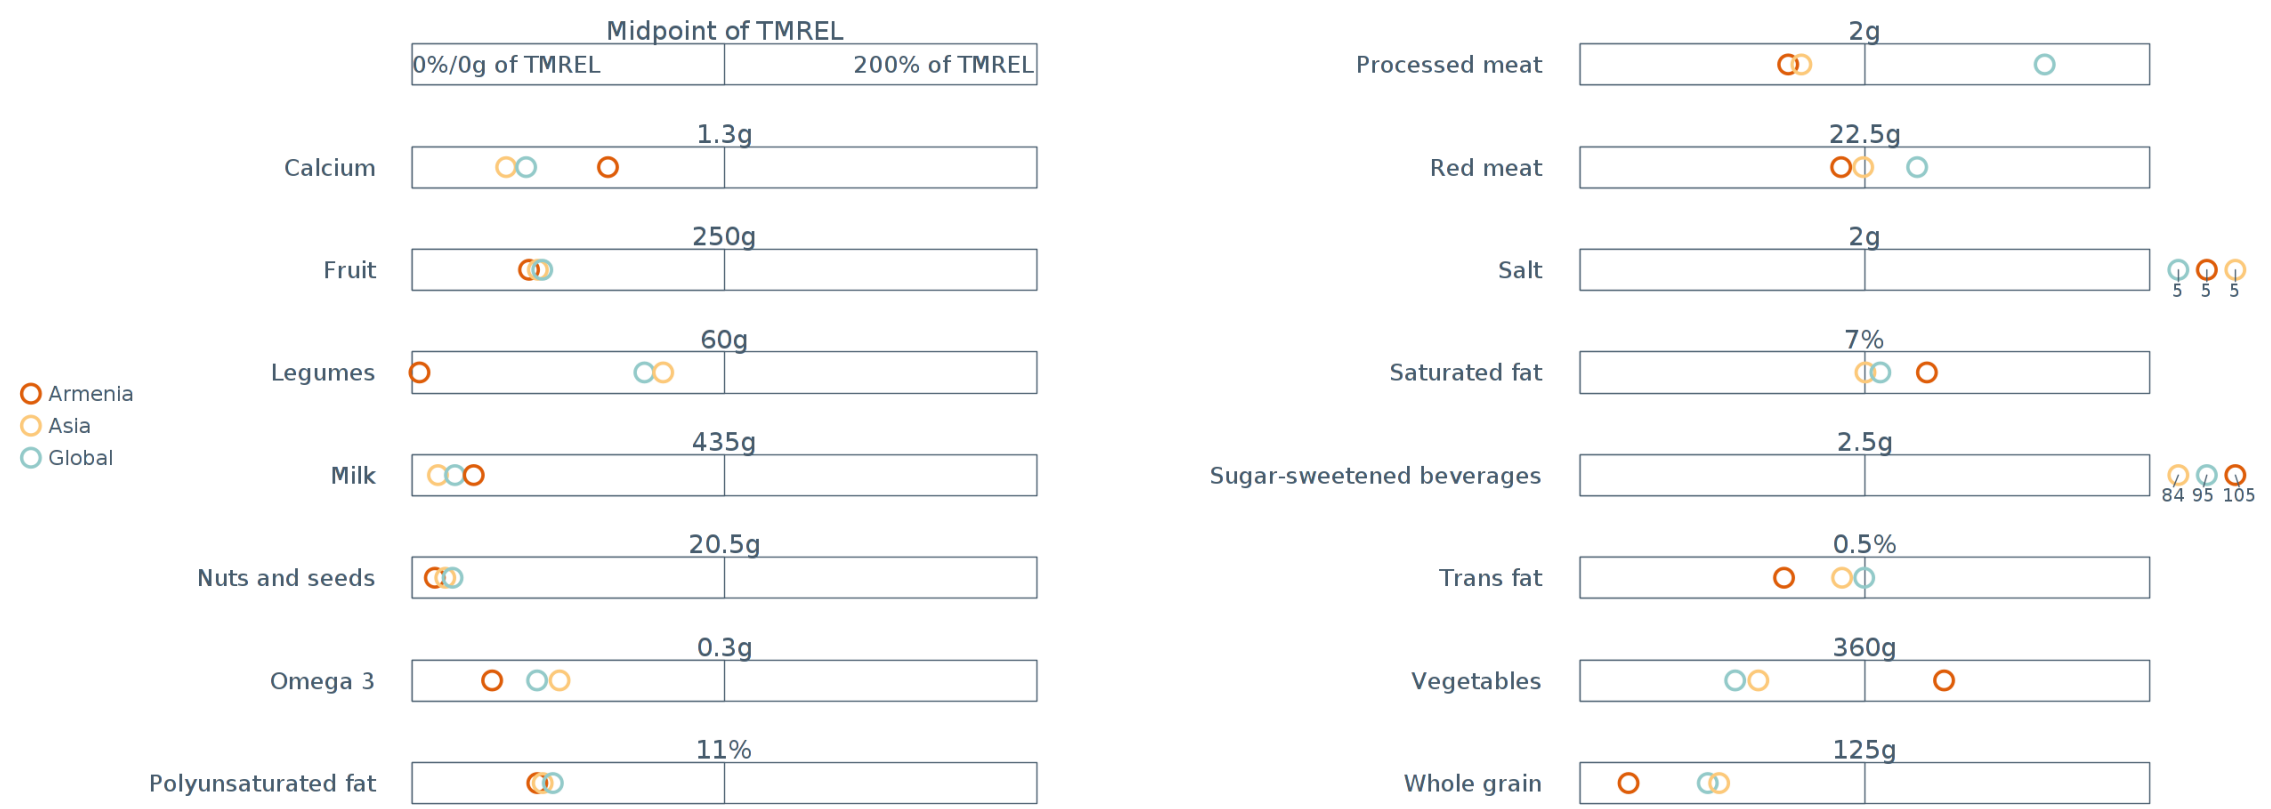 Midpoint of TMREL
0%/0g of TMREL
200% of TMREL
1.3g
Calcium
250g
Fruit
60g
Legumes
435g
Milk
20.5g
Nuts and seeds
0.3g
Omega 3
11%
Polyunsaturated fat
2g
Processed meat
22.5g
Red meat
2g
Salt
5 5 5
7%
Saturated fat
2.5g
Sugar-sweetened beverages
84 95 105
0.5%
Trans fat
360g
Vegetables
125g
Whole grain
Armenia
Asia
Global